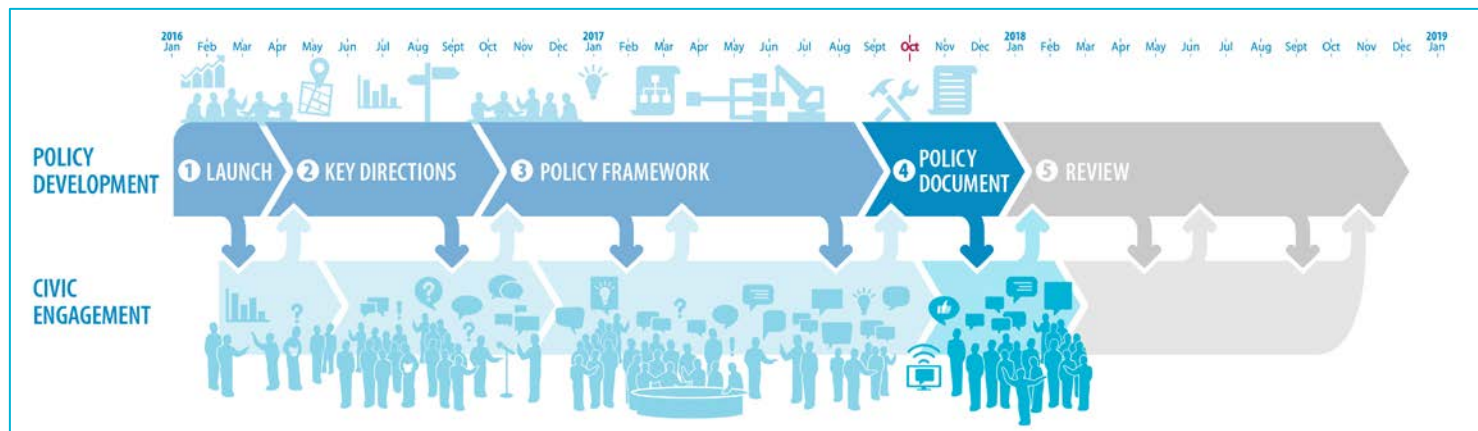 2016 2017 2018 2019
Jan Feb Mar Apr May Jun Jul Aug Sept Oct Nov Dec Jan Feb Mar Apr May Jun Jul Aug Sept Oct Nov Dec Jan Feb Mar Apr May Jun Jul Aug Sept Oct Nov Dec Jan
POLICY
DEVELOPMENT
1 LAUNCH
2 KEY DIRECTIONS
3 POLICY FRAMEWORK
4 POLICY
DOCUMENT
5 REVIEW
CIVIC
ENGAGEMENT